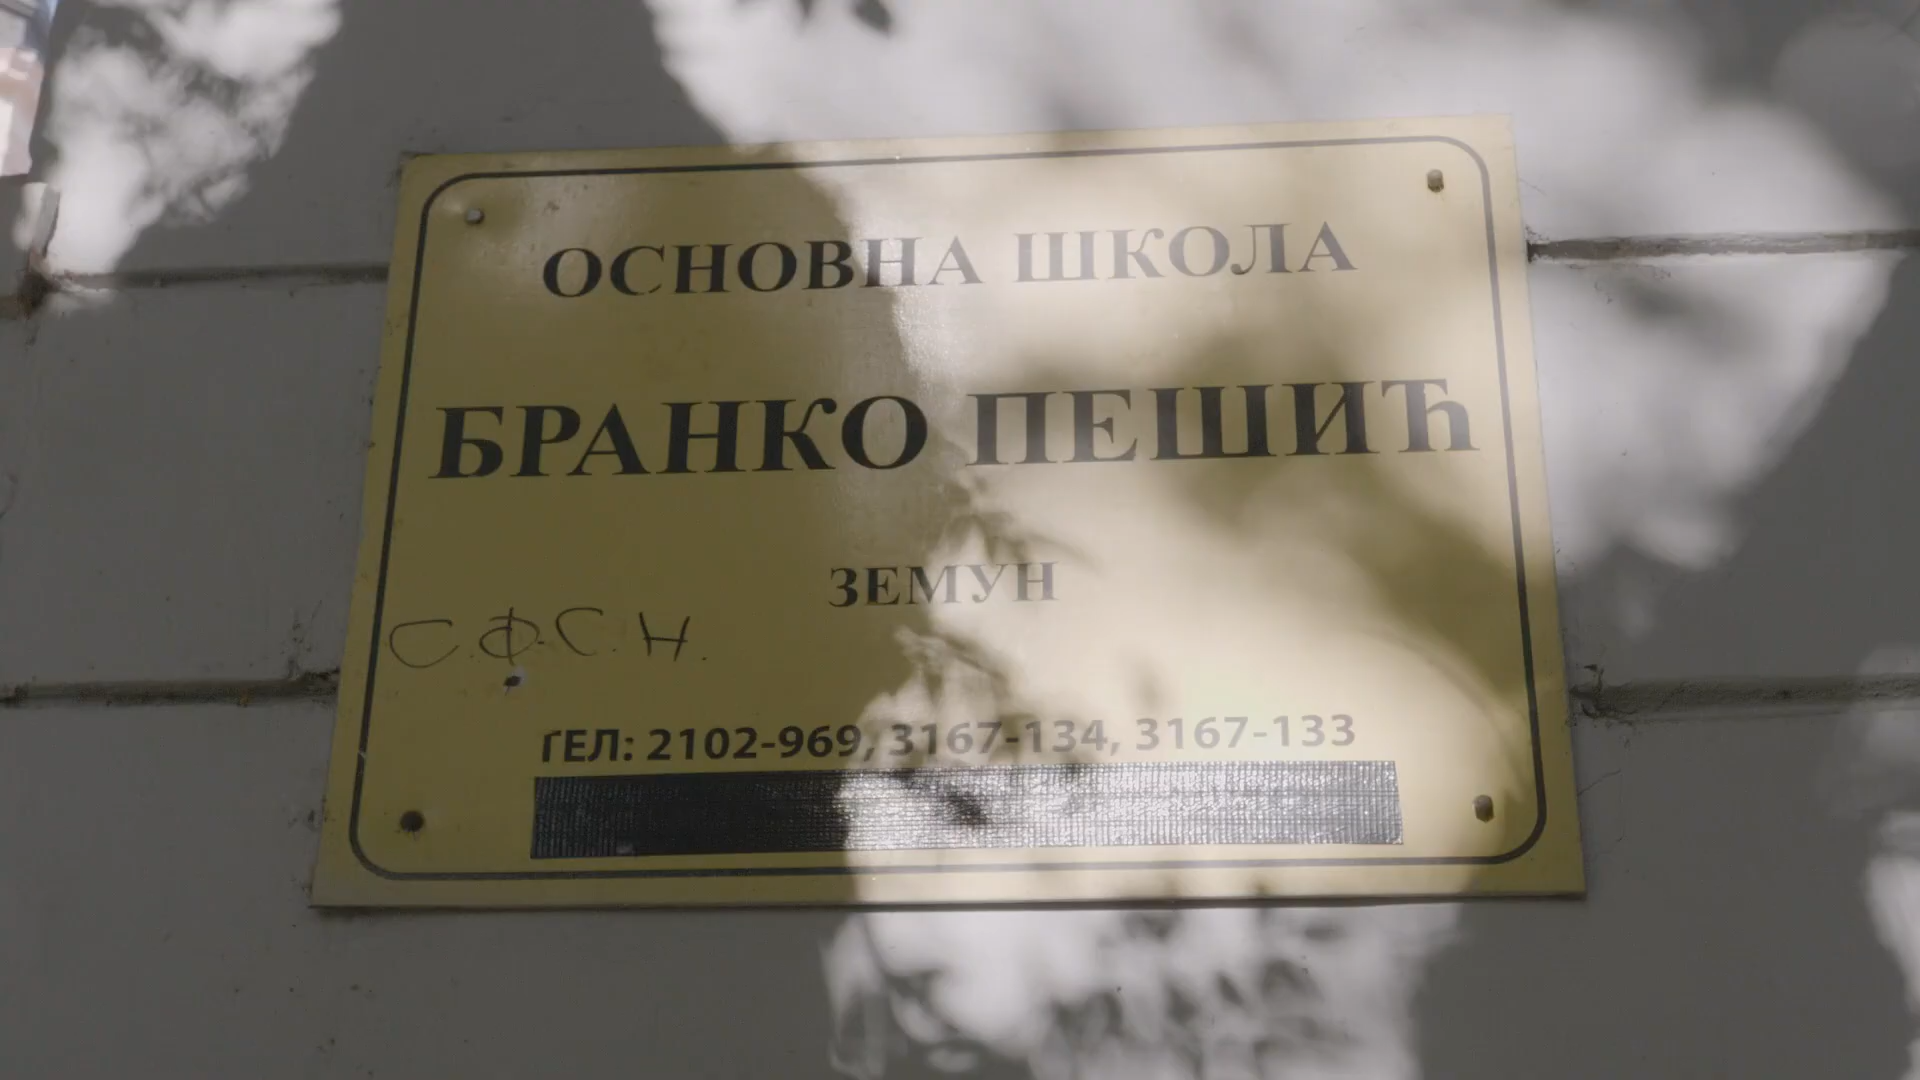 ОСНОВНА ШКОЛА
БРАНКО ПЕШИЋ
ЗЕМУН
С.Ф.С.Н.
ТЕЛ: 2102-969, 3167-134, 3167-133